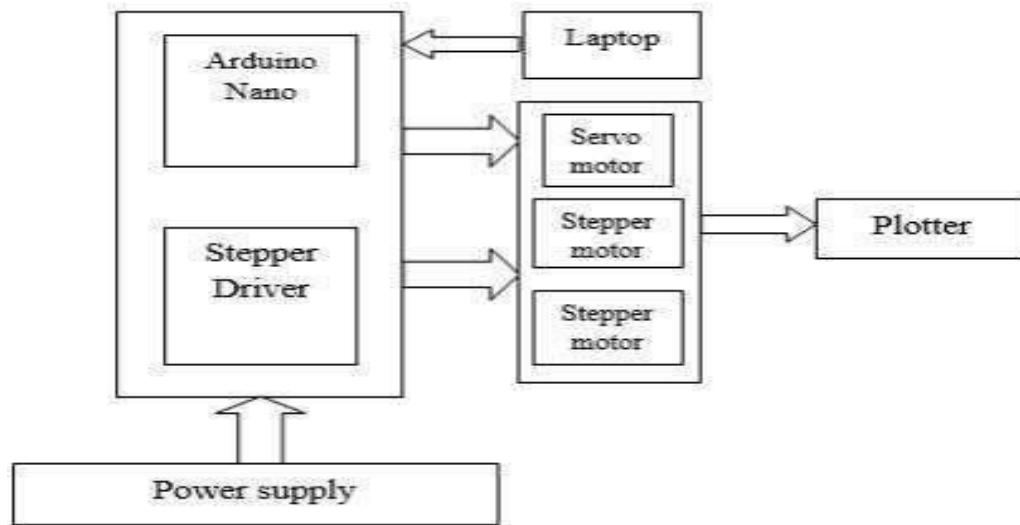 Arduino
Nano
Laptop
Servo
motor
Stepper
Driver
Stepper
motor
Stepper
motor
Plotter
Power supply